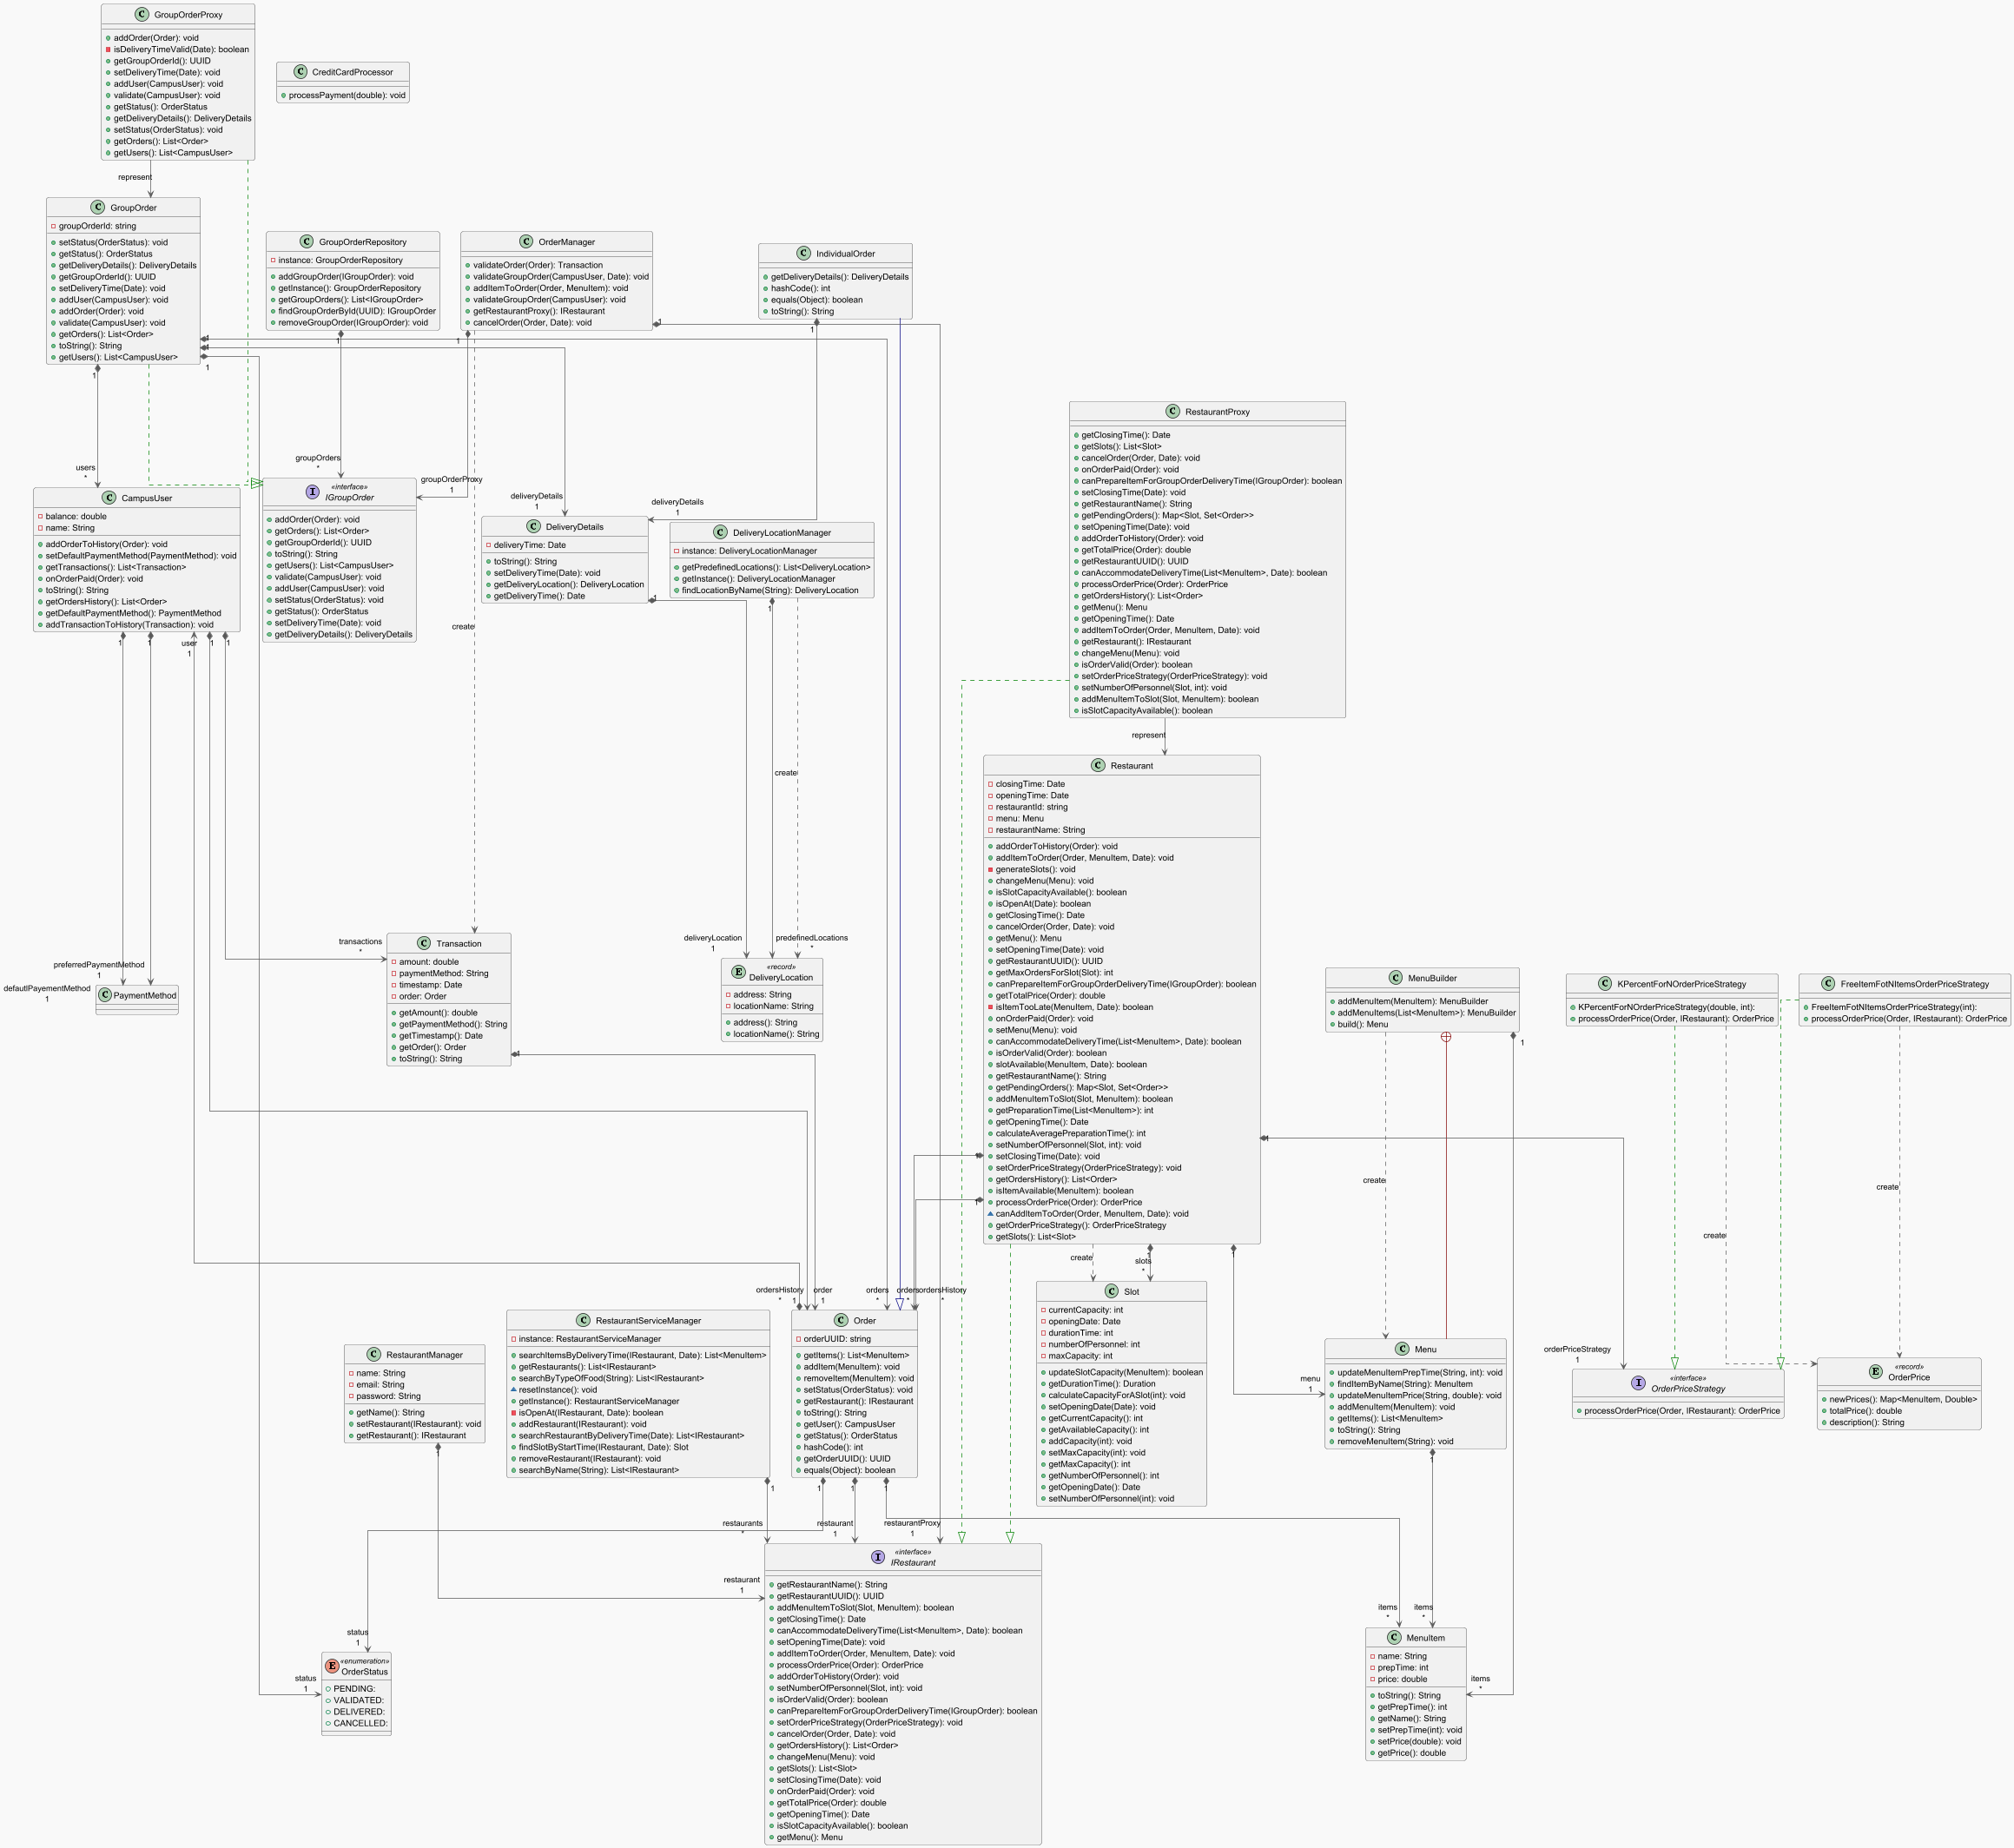 GroupOrderProxy
addOrder(Order): void
isDeliveryTimeValid(Date): boolean
getGroupOrderId(): UUID
setDeliveryTime(Date): void
addUser(CampusUser): void
validate(CampusUser): void
getStatus(): OrderStatus
getDeliveryDetails(): DeliveryDetails
setStatus(OrderStatus): void
getOrders(): List<Order>
getUsers(): List<CampusUser>
CreditCardProcessor
processPayment(double): void
represent
GroupOrder
groupOrderId: string
setStatus(OrderStatus): void
getStatus(): OrderStatus
getDeliveryDetails(): DeliveryDetails
getGroupOrderId(): UUID
setDeliveryTime(Date): void
addUser(CampusUser): void
addOrder(Order): void
validate(CampusUser): void
getOrders(): List<Order>
toString(): String
getUsers(): List<CampusUser>
GroupOrderRepository
instance: GroupOrderRepository
addGroupOrder(IGroupOrder): void
getInstance(): GroupOrderRepository
getGroupOrders(): List<IGroupOrder>
findGroupOrderById(UUID): IGroupOrder
removeGroupOrder(IGroupOrder): void
OrderManager
validateOrder(Order): Transaction
validateGroupOrder(CampusUser, Date): void
addItemToOrder(Order, MenuItem): void
validateGroupOrder(CampusUser): void
getRestaurantProxy(): IRestaurant
cancelOrder(Order, Date): void
IndividualOrder
getDeliveryDetails(): DeliveryDetails
hashCode(): int
equals(Object): boolean
toString(): String
1
1
1
1
1
1
1
1
1
RestaurantProxy
getClosingTime(): Date
getSlots(): List<Slot>
cancelOrder(Order, Date): void
onOrderPaid(Order): void
canPrepareItemForGroupOrderDeliveryTime(IGroupOrder): boolean
setClosingTime(Date): void
getRestaurantName(): String
getPendingOrders(): Map<Slot, Set<Order>>
setOpeningTime(Date): void
addOrderToHistory(Order): void
getTotalPrice(Order): double
getRestaurantUUID(): UUID
canAccommodateDeliveryTime(List<MenuItem>, Date): boolean
processOrderPrice(Order): OrderPrice
getOrdersHistory(): List<Order>
getMenu(): Menu
getOpeningTime(): Date
addItemToOrder(Order, MenuItem, Date): void
getRestaurant(): IRestaurant
changeMenu(Menu): void
isOrderValid(Order): boolean
setOrderPriceStrategy(OrderPriceStrategy): void
setNumberOfPersonnel(Slot, int): void
addMenuItemToSlot(Slot, MenuItem): boolean
isSlotCapacityAvailable(): boolean
users
*
groupOrders
*
groupOrderProxy
1
deliveryDetails
1
deliveryDetails
1
CampusUser
balance: double
name: String
addOrderToHistory(Order): void
setDefaultPaymentMethod(PaymentMethod): void
getTransactions(): List<Transaction>
onOrderPaid(Order): void
toString(): String
getOrdersHistory(): List<Order>
getDefaultPaymentMethod(): PaymentMethod
addTransactionToHistory(Transaction): void
«interface»
IGroupOrder
addOrder(Order): void
getOrders(): List<Order>
getGroupOrderId(): UUID
toString(): String
getUsers(): List<CampusUser>
validate(CampusUser): void
addUser(CampusUser): void
setStatus(OrderStatus): void
getStatus(): OrderStatus
setDeliveryTime(Date): void
getDeliveryDetails(): DeliveryDetails
DeliveryDetails
deliveryTime: Date
toString(): String
setDeliveryTime(Date): void
getDeliveryLocation(): DeliveryLocation
getDeliveryTime(): Date
DeliveryLocationManager
instance: DeliveryLocationManager
getPredefinedLocations(): List<DeliveryLocation>
getInstance(): DeliveryLocationManager
findLocationByName(String): DeliveryLocation
1
1
create
1
1
user
1
1
1
create
represent
Restaurant
closingTime: Date
openingTime: Date
restaurantId: string
menu: Menu
restaurantName: String
addOrderToHistory(Order): void
addItemToOrder(Order, MenuItem, Date): void
generateSlots(): void
changeMenu(Menu): void
isSlotCapacityAvailable(): boolean
isOpenAt(Date): boolean
getClosingTime(): Date
cancelOrder(Order, Date): void
getMenu(): Menu
setOpeningTime(Date): void
getRestaurantUUID(): UUID
getMaxOrdersForSlot(Slot): int
canPrepareItemForGroupOrderDeliveryTime(IGroupOrder): boolean
getTotalPrice(Order): double
isItemTooLate(MenuItem, Date): boolean
onOrderPaid(Order): void
setMenu(Menu): void
canAccommodateDeliveryTime(List<MenuItem>, Date): boolean
isOrderValid(Order): boolean
slotAvailable(MenuItem, Date): boolean
getRestaurantName(): String
getPendingOrders(): Map<Slot, Set<Order>>
addMenuItemToSlot(Slot, MenuItem): boolean
getPreparationTime(List<MenuItem>): int
getOpeningTime(): Date
calculateAveragePreparationTime(): int
setNumberOfPersonnel(Slot, int): void
setClosingTime(Date): void
setOrderPriceStrategy(OrderPriceStrategy): void
getOrdersHistory(): List<Order>
isItemAvailable(MenuItem): boolean
processOrderPrice(Order): OrderPrice
canAddItemToOrder(Order, MenuItem, Date): void
getOrderPriceStrategy(): OrderPriceStrategy
getSlots(): List<Slot>
preferredPaymentMethod
1
defautlPayementMethod
1
PaymentMethod
transactions
*
Transaction
amount: double
paymentMethod: String
timestamp: Date
order: Order
getAmount(): double
getPaymentMethod(): String
getTimestamp(): Date
getOrder(): Order
toString(): String
1
deliveryLocation
1
predefinedLocations
*
«record»
DeliveryLocation
address: String
locationName: String
address(): String
locationName(): String
MenuBuilder
addMenuItem(MenuItem): MenuBuilder
addMenuItems(List<MenuItem>): MenuBuilder
build(): Menu
1
KPercentForNOrderPriceStrategy
KPercentForNOrderPriceStrategy(double, int):
processOrderPrice(Order, IRestaurant): OrderPrice
FreeItemFotNItemsOrderPriceStrategy
FreeItemFotNItemsOrderPriceStrategy(int):
processOrderPrice(Order, IRestaurant): OrderPrice
1
1
1
create
create
create
create
1
slots
*
1
ordersHistory
*
1
order
1
orders
*
orders
*
ordersHistory
*
RestaurantManager
name: String
email: String
password: String
getName(): String
setRestaurant(IRestaurant): void
getRestaurant(): IRestaurant
1
RestaurantServiceManager
instance: RestaurantServiceManager
searchItemsByDeliveryTime(IRestaurant, Date): List<MenuItem>
getRestaurants(): List<IRestaurant>
searchByTypeOfFood(String): List<IRestaurant>
resetInstance(): void
getInstance(): RestaurantServiceManager
isOpenAt(IRestaurant, Date): boolean
addRestaurant(IRestaurant): void
searchRestaurantByDeliveryTime(Date): List<IRestaurant>
findSlotByStartTime(IRestaurant, Date): Slot
removeRestaurant(IRestaurant): void
searchByName(String): List<IRestaurant>
1
Order
orderUUID: string
getItems(): List<MenuItem>
addItem(MenuItem): void
removeItem(MenuItem): void
setStatus(OrderStatus): void
getRestaurant(): IRestaurant
toString(): String
getUser(): CampusUser
getStatus(): OrderStatus
hashCode(): int
getOrderUUID(): UUID
equals(Object): boolean
1
1
1
Slot
currentCapacity: int
openingDate: Date
durationTime: int
numberOfPersonnel: int
maxCapacity: int
updateSlotCapacity(MenuItem): boolean
getDurationTime(): Duration
calculateCapacityForASlot(int): void
setOpeningDate(Date): void
getCurrentCapacity(): int
getAvailableCapacity(): int
addCapacity(int): void
setMaxCapacity(int): void
getMaxCapacity(): int
getNumberOfPersonnel(): int
getOpeningDate(): Date
setNumberOfPersonnel(int): void
menu
1
Menu
updateMenuItemPrepTime(String, int): void
findItemByName(String): MenuItem
updateMenuItemPrice(String, double): void
addMenuItem(MenuItem): void
getItems(): List<MenuItem>
toString(): String
removeMenuItem(String): void
1
orderPriceStrategy
1
«interface»
OrderPriceStrategy
processOrderPrice(Order, IRestaurant): OrderPrice
«record»
OrderPrice
newPrices(): Map<MenuItem, Double>
totalPrice(): double
description(): String
restaurants
*
restaurant
1
restaurantProxy
1
restaurant
1
«interface»
IRestaurant
getRestaurantName(): String
getRestaurantUUID(): UUID
addMenuItemToSlot(Slot, MenuItem): boolean
getClosingTime(): Date
canAccommodateDeliveryTime(List<MenuItem>, Date): boolean
setOpeningTime(Date): void
addItemToOrder(Order, MenuItem, Date): void
processOrderPrice(Order): OrderPrice
addOrderToHistory(Order): void
setNumberOfPersonnel(Slot, int): void
isOrderValid(Order): boolean
canPrepareItemForGroupOrderDeliveryTime(IGroupOrder): boolean
setOrderPriceStrategy(OrderPriceStrategy): void
cancelOrder(Order, Date): void
getOrdersHistory(): List<Order>
changeMenu(Menu): void
getSlots(): List<Slot>
setClosingTime(Date): void
onOrderPaid(Order): void
getTotalPrice(Order): double
getOpeningTime(): Date
isSlotCapacityAvailable(): boolean
getMenu(): Menu
status
1
status
1
«enumeration»
OrderStatus
PENDING:
VALIDATED:
DELIVERED:
CANCELLED:
items
*
items
*
items
*
MenuItem
name: String
prepTime: int
price: double
toString(): String
getPrepTime(): int
getName(): String
setPrepTime(int): void
setPrice(double): void
getPrice(): double